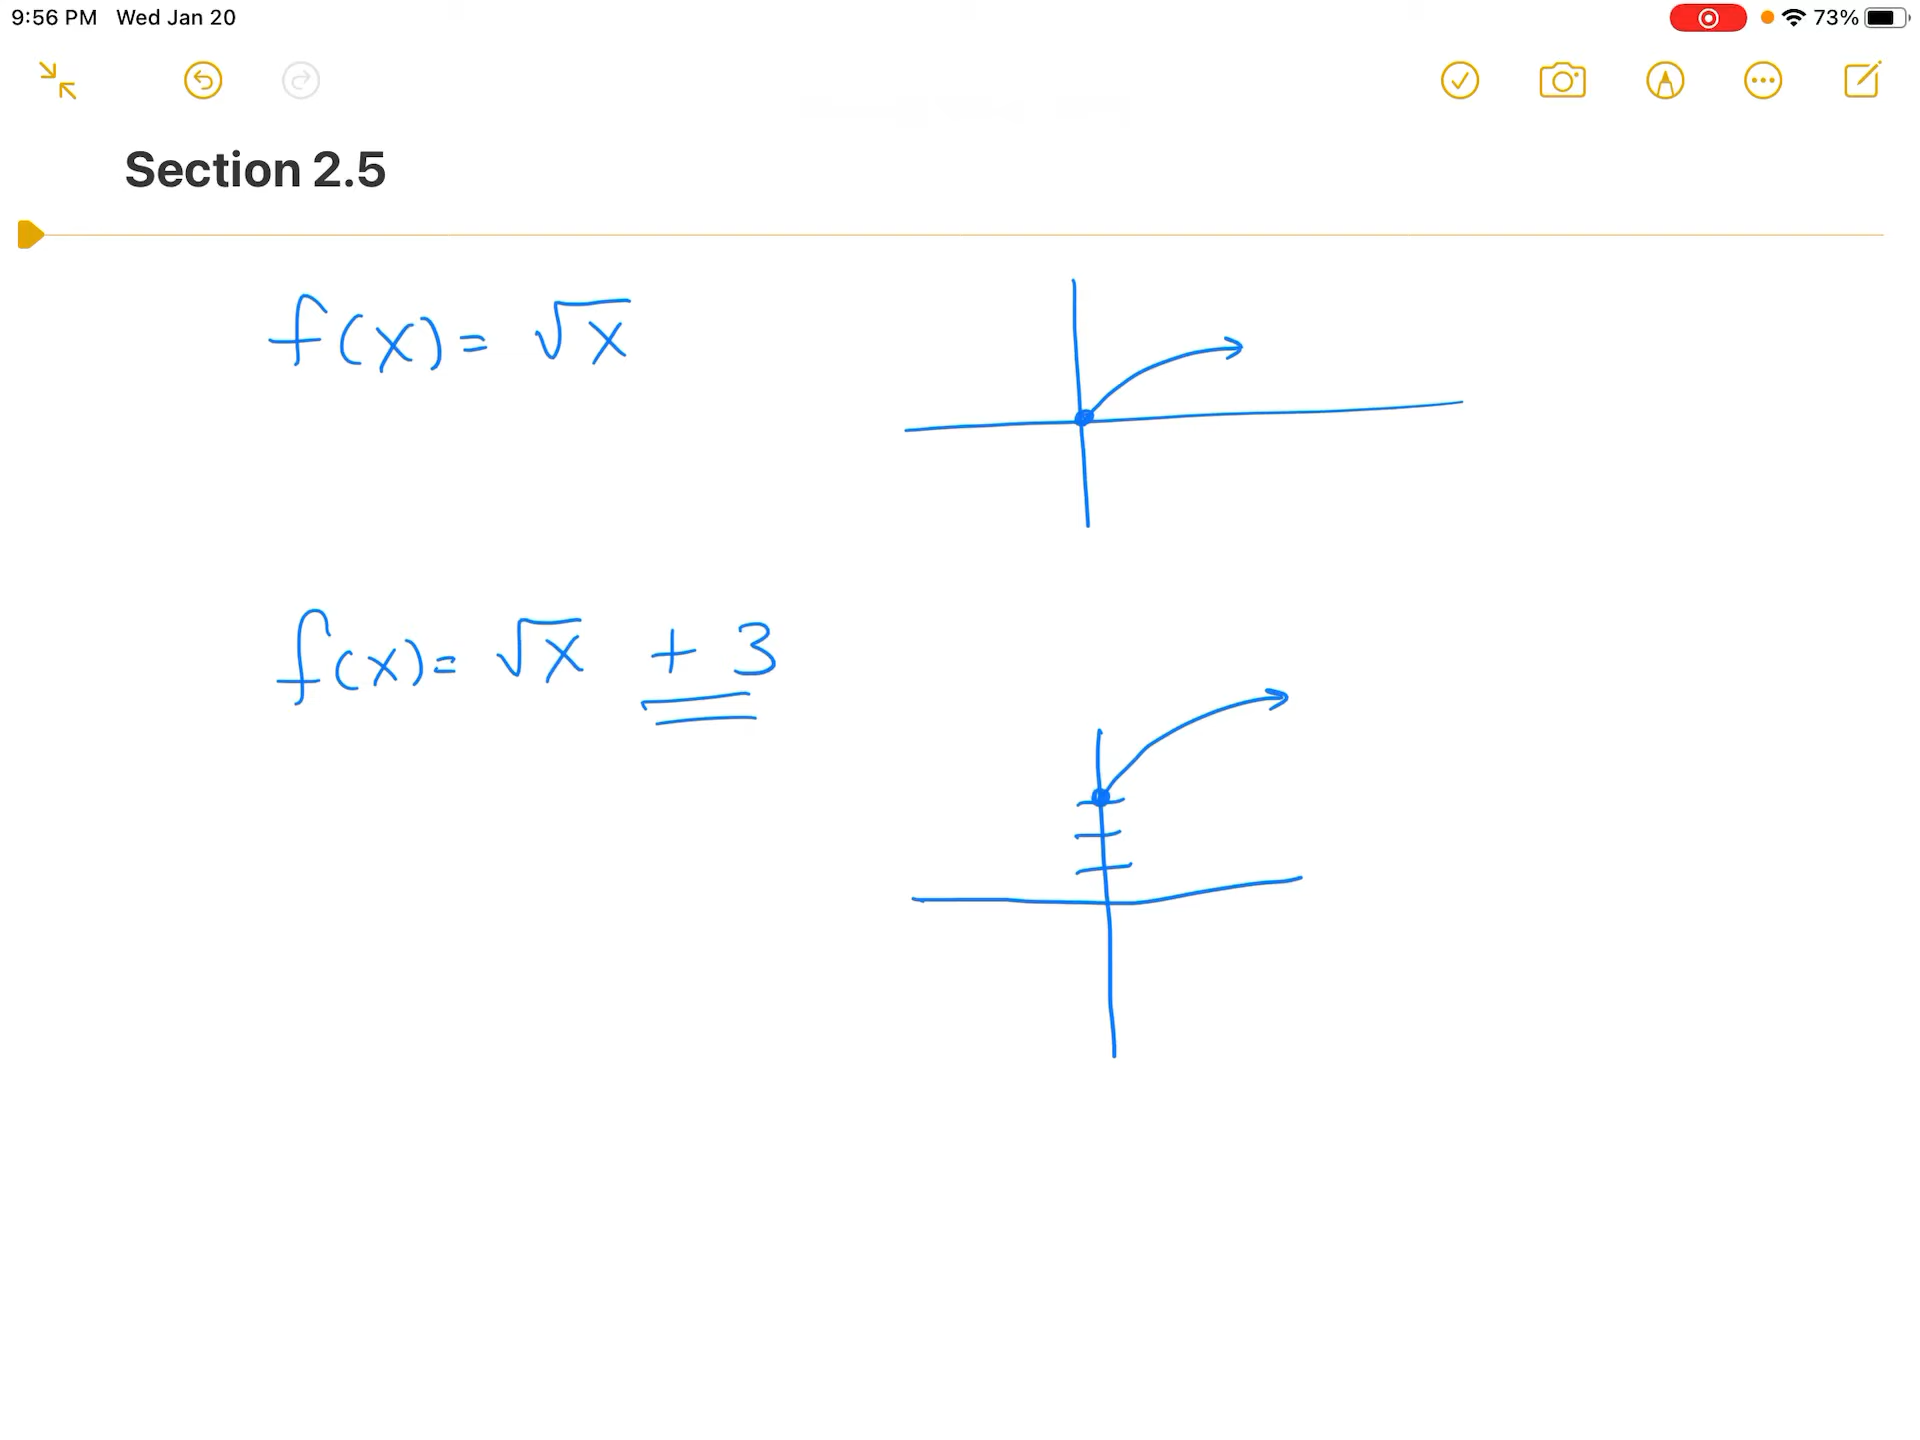 9:56 PM Wed Jan 20 73%
Section 2.5
f(x) = √x
f(x) = √x + 3